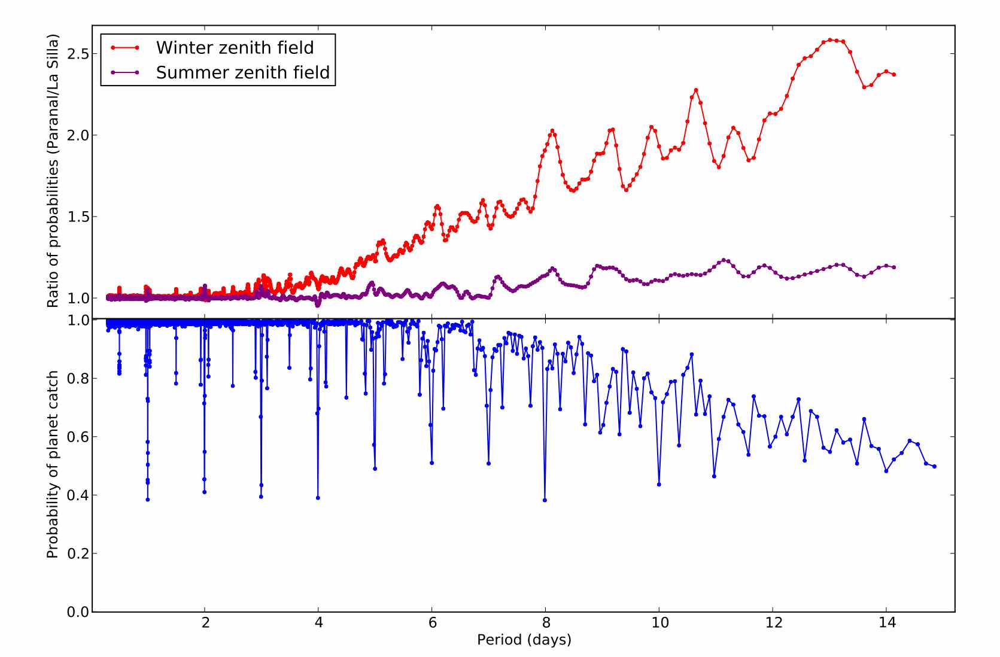 Ratio of probabilities (Paranal/La Silla)
2.5
2.0
1.5
1.0
Winter zenith field
Summer zenith field
Probability of planet catch
1.0
0.8
0.6
0.4
0.2
0.0
2 4 6 8 10 12 14
Period (days)